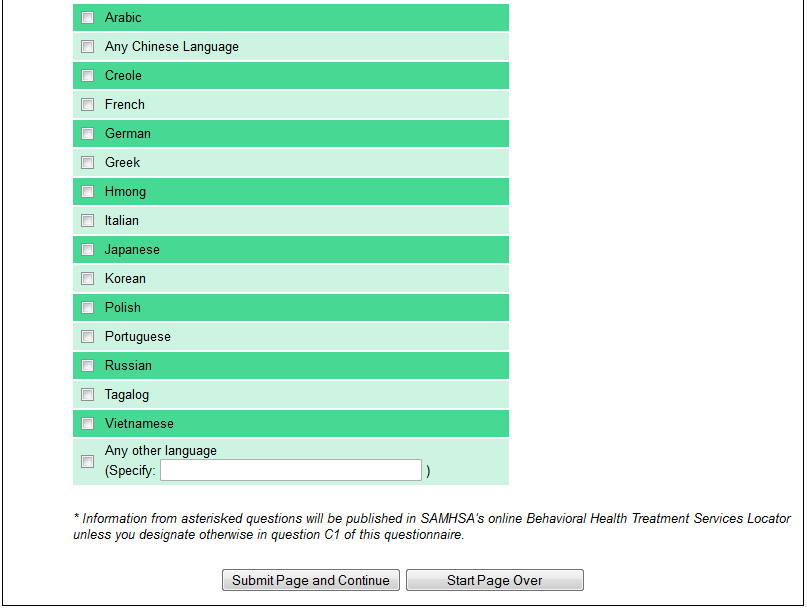 Arabic
Any Chinese Language
Creole
French
German
Greek
Hmong
Italian
Japanese
Korean
Polish
Portuguese
Russian
Tagalog
Vietnamese
Any other language
(Specify: )
* Information from asterisked questions will be published in SAMHSA's online Behavioral Health Treatment Services Locator
unless you designate otherwise in question C1 of this questionnaire.
Submit Page and Continue Start Page Over